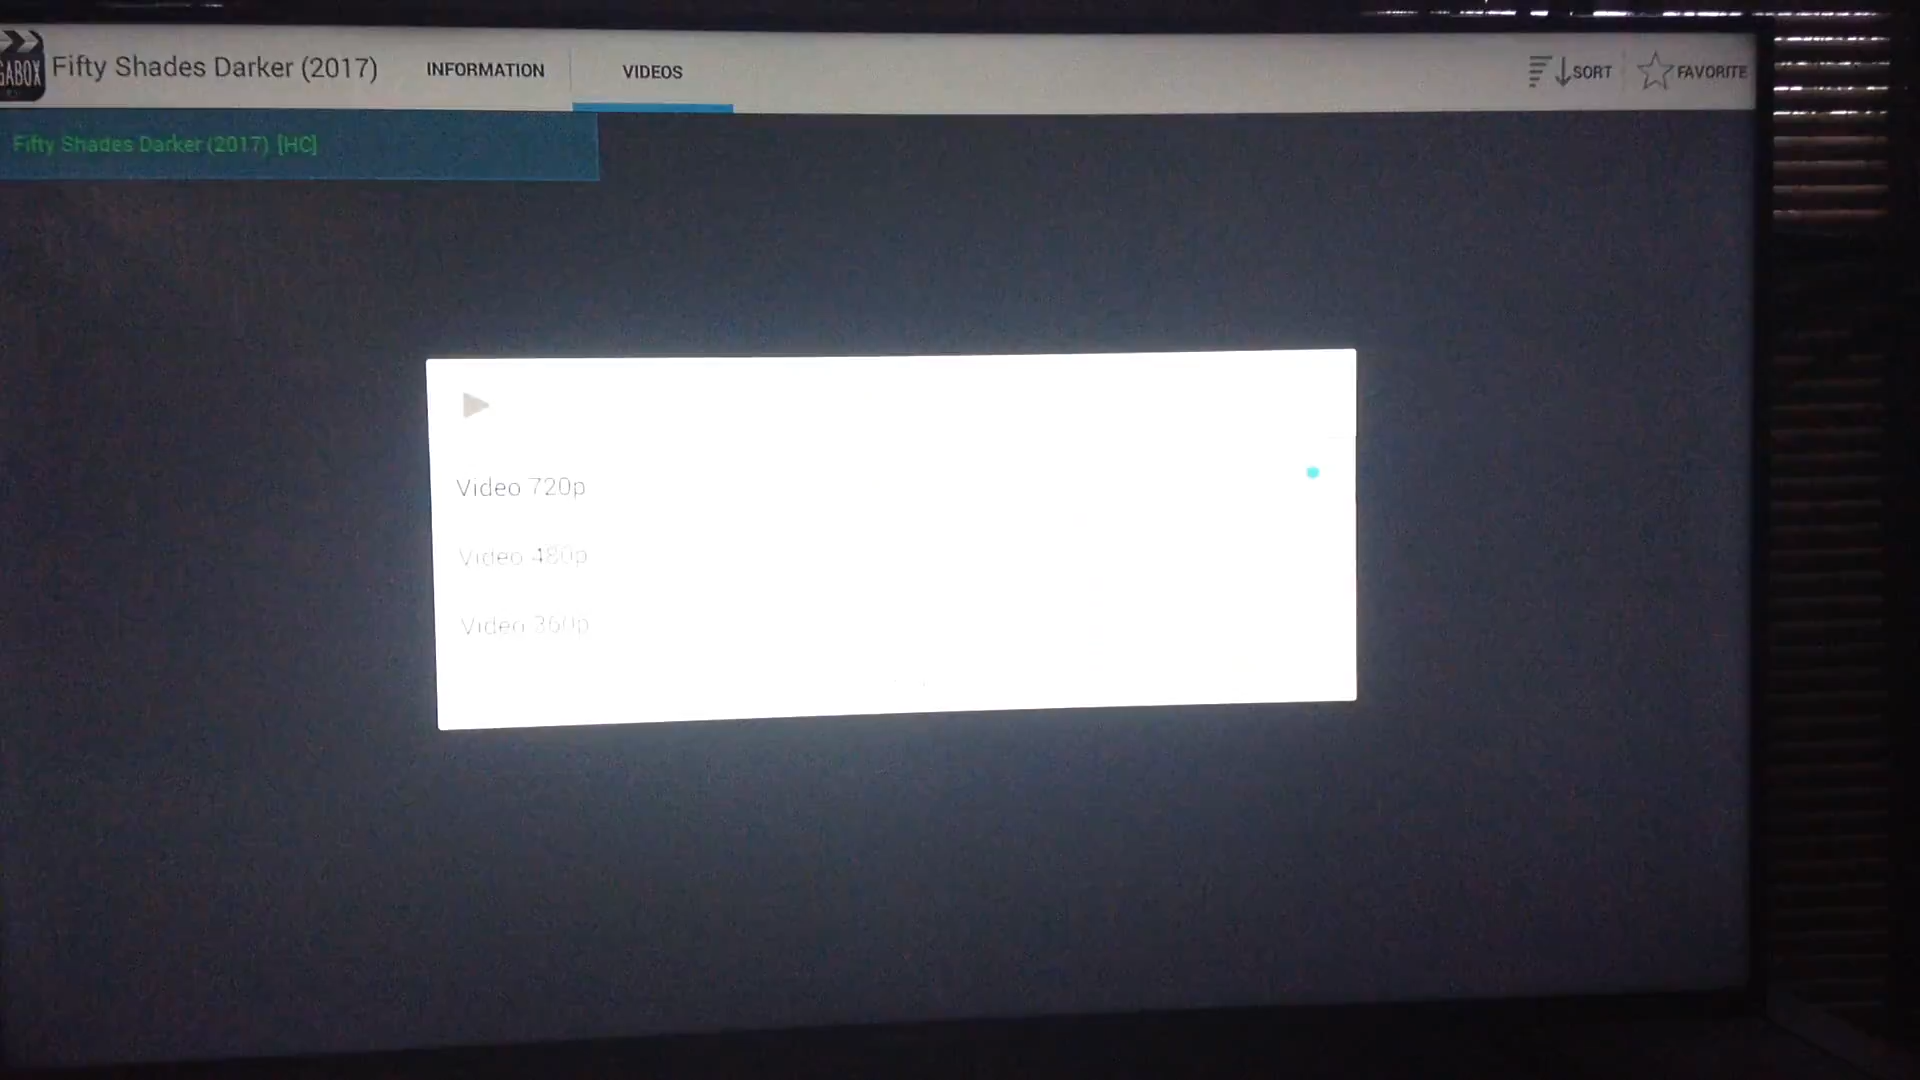 GABOX
Fifty Shades Darker (2017)
INFORMATION
VIDEOS
SORT
FAVORITE
Fifty Shades Darker (2017) [HC]
Video 720p
Video 480p
Video 360p